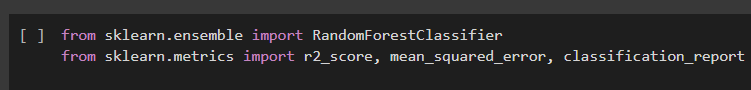 [ ] from sklearn.ensemble import RandomForestClassifier
from sklearn.metrics import r2_score, mean_squared_error, classification_report